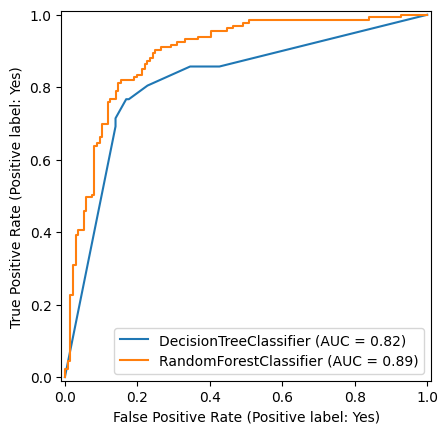 1.0
0.8
0.6
0.4
0.2
0.0
True Positive Rate (Positive label: Yes)
DecisionTreeClassifier (AUC = 0.82)
RandomForestClassifier (AUC = 0.89)
0.0 0.2 0.4 0.6 0.8 1.0
False Positive Rate (Positive label: Yes)